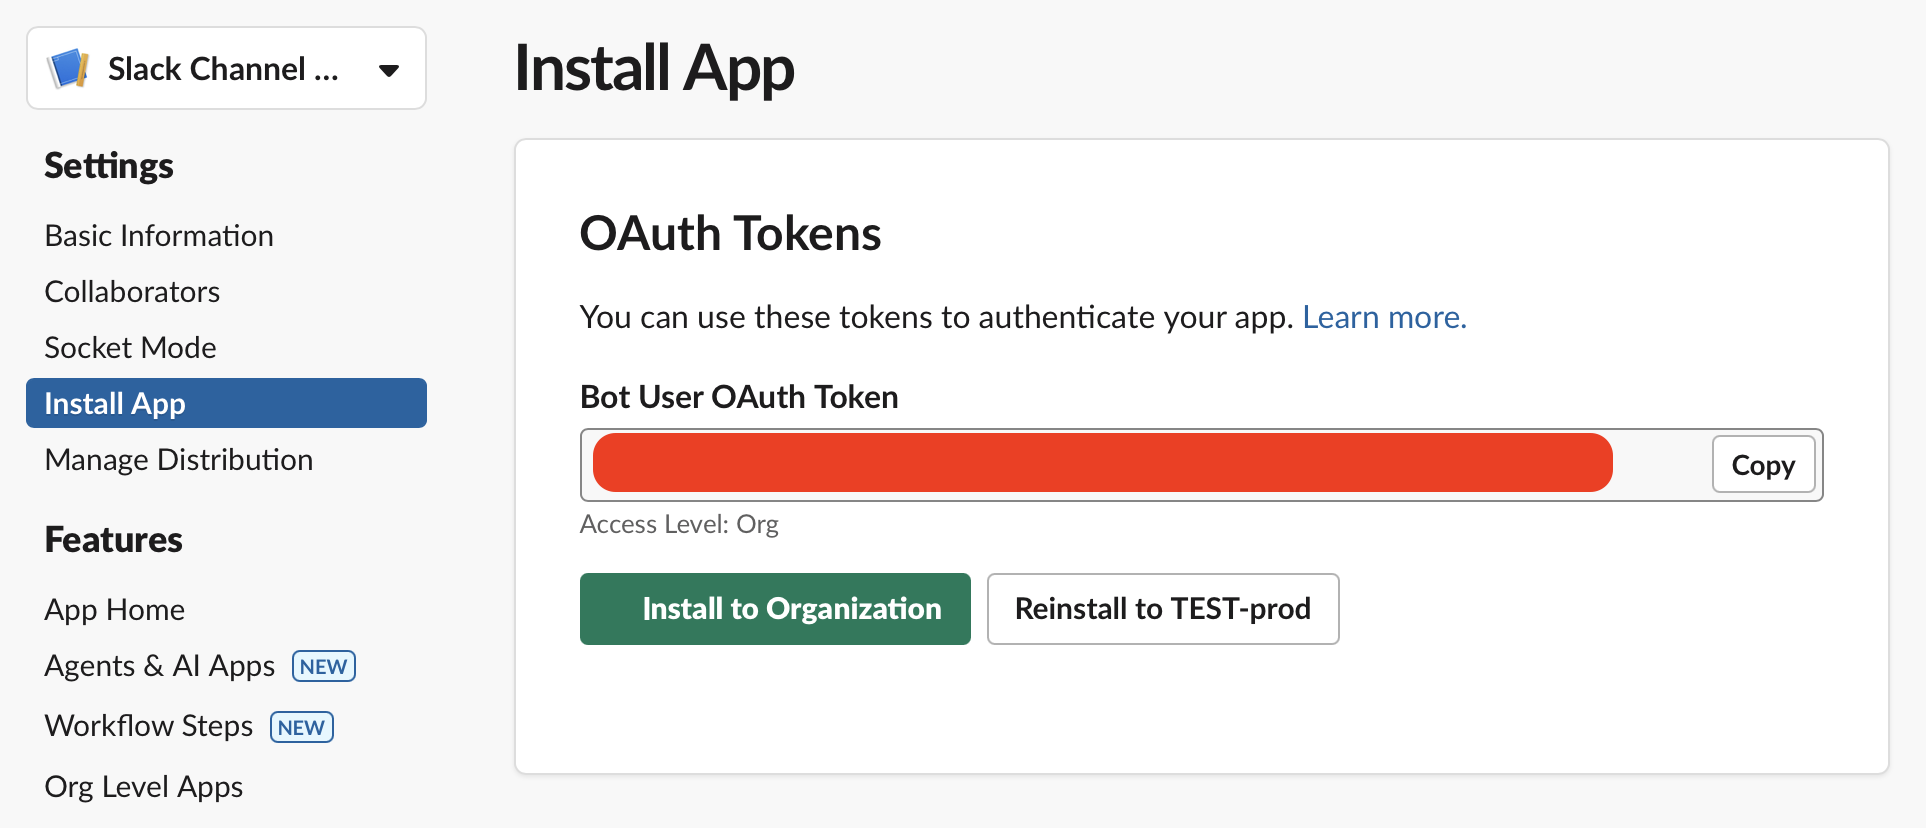 Slack Channel ...
Settings
Basic Information
Collaborators
Socket Mode
Install App
Manage Distribution
Features
App Home
Agents & AI Apps NEW
Workflow Steps NEW
Org Level Apps
Install App
OAuth Tokens
You can use these tokens to authenticate your app. Learn more.
Bot User OAuth Token
Copy
Access Level: Org
Install to Organization
Reinstall to TEST-prod